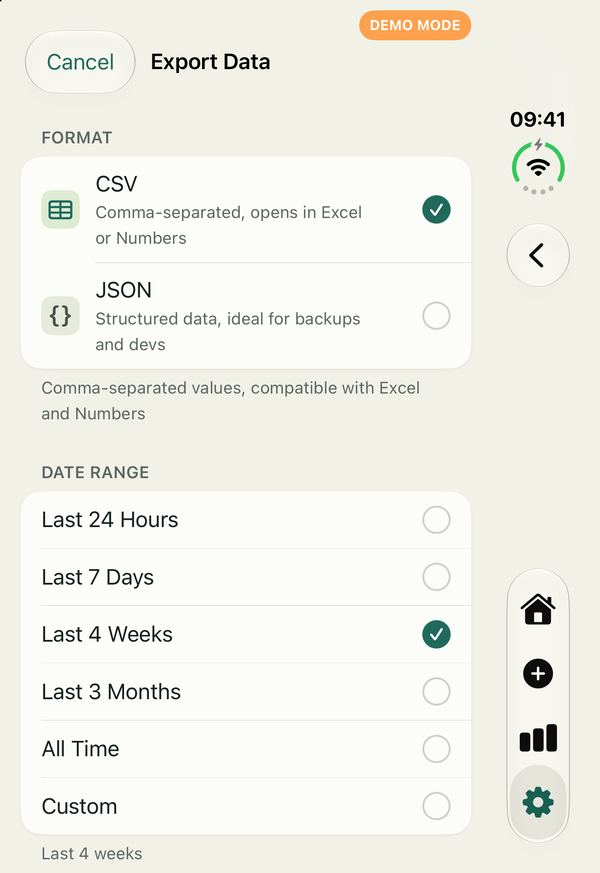 DEMO MODE
Cancel
Export Data
09:41
FORMAT
CSV
Comma-separated, opens in Excel
or Numbers
{}
JSON
Structured data, ideal for backups
and devs
Comma-separated values, compatible with Excel
and Numbers
DATE RANGE
Last 24 Hours
Last 7 Days
Last 4 Weeks
Last 3 Months
All Time
Custom
Last 4 weeks